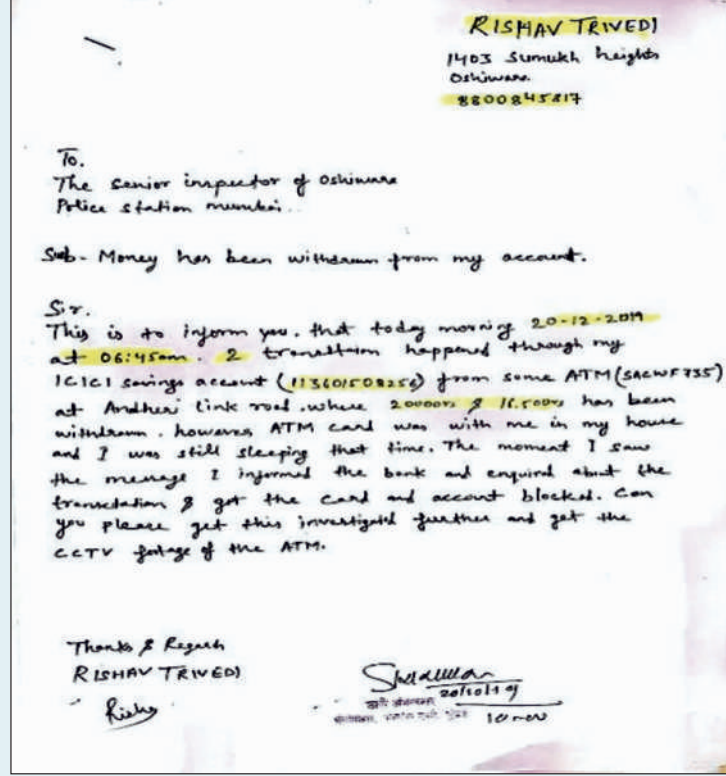 RISHAV TRIVEDI
1403 Sumukh heights
Oshiwara
8800845817
To.
The senior inspector of Oshiwara
Police station mumbai..
Sub- Money has been withdrawn from my account.
Sir.
This is to inform you. that today morning 20-12-2019
at 06:45am. 2 transaltaion happened through my
ICICI savings account (113601508256) from some ATM (SACWF735)
at Andheri link road .where 20000rs & 16.500rs has been
withdrawn. however ATM card was with me in my house
and I was still sleeping that time. The moment I saw
the message I informed the bank and enquired about the
transctation & got the card and account blocked. Can
you please get this investigatd further and get the
CCTV footage of the ATM.
Thanks & Regards
RISHAV TRIVEDI
Rishav
20/10/19